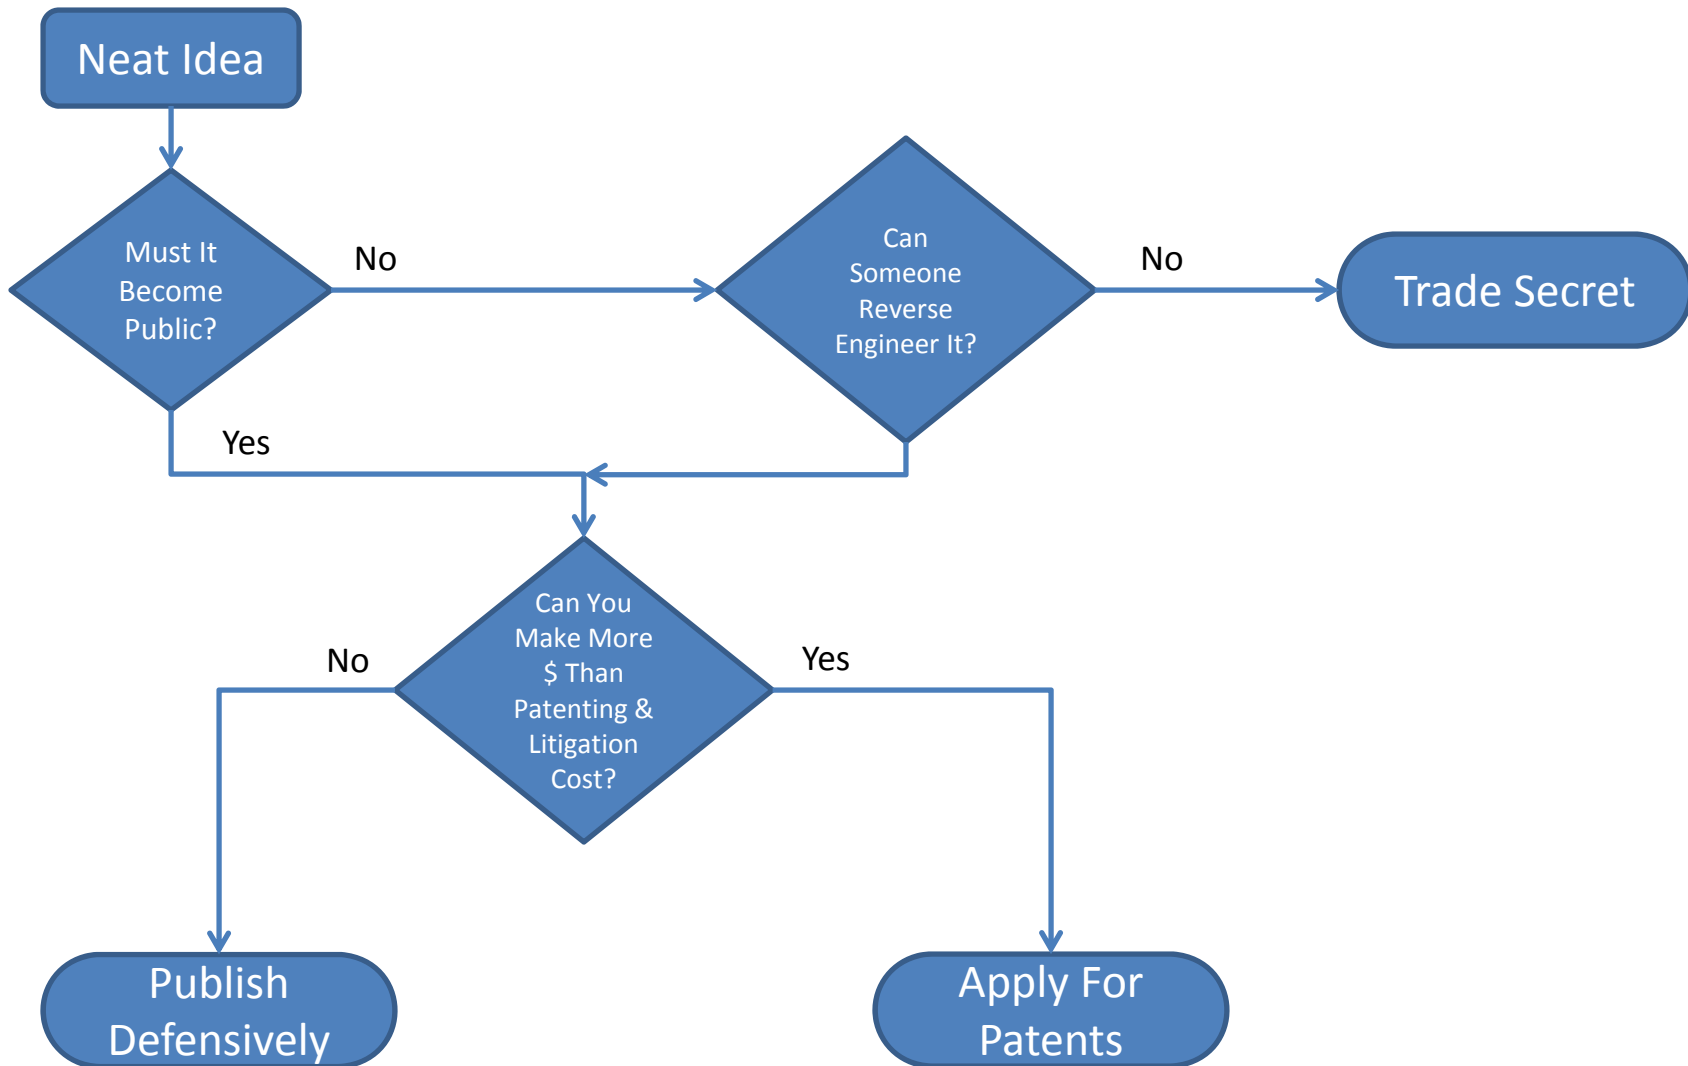 Neat Idea
Must It
Become
Public?
No
Can
Someone
Reverse
Engineer It?
No
Trade Secret
Yes
Can You
Make More
$ Than
Patenting &
Litigation
Cost?
No
Yes
Publish
Defensively
Apply For
Patents